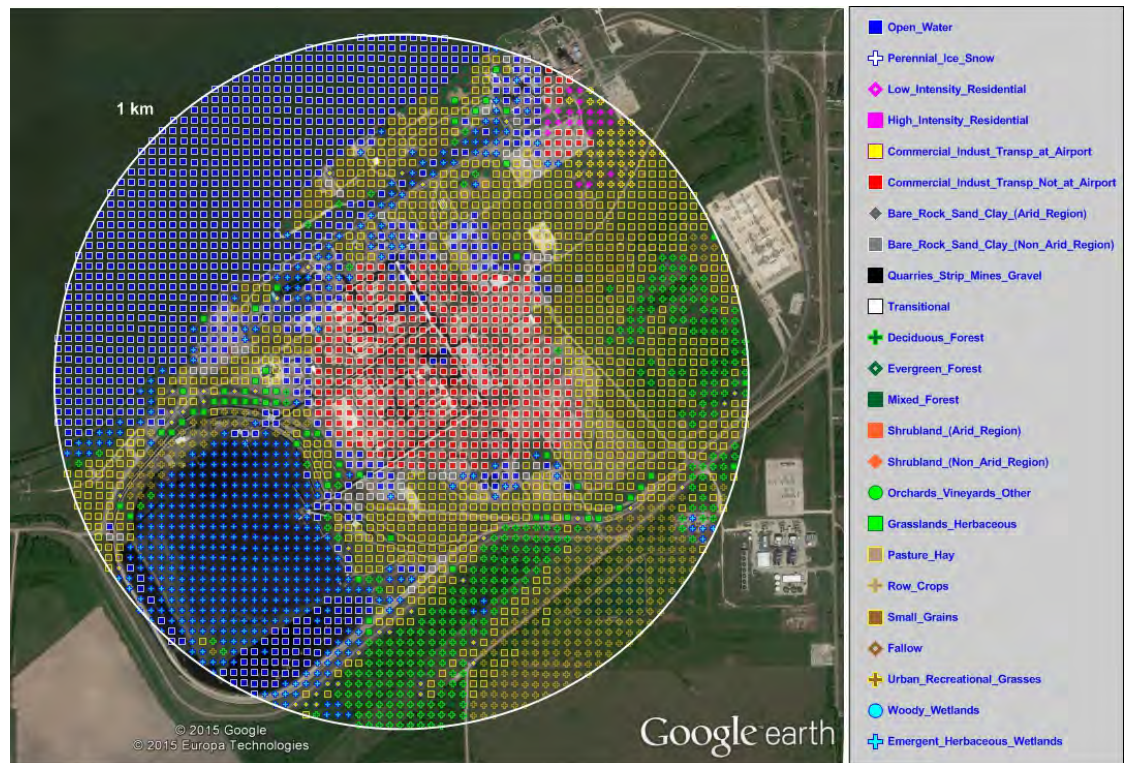 1 km
© 2015 Google
© 2015 Europa Technologies
Google earth
Open_Water
Perennial_Ice_Snow
Low_Intensity_Residential
High_Intensity_Residential
Commercial_Indust_Transp_at_Airport
Commercial_Indust_Transp_Not_at_Airport
Bare_Rock_Sand_Clay_(Arid_Region)
Bare_Rock_Sand_Clay_(Non_Arid_Region)
Quarries_Strip_Mines_Gravel
Transitional
Deciduous_Forest
Evergreen_Forest
Mixed_Forest
Shrubland_(Arid_Region)
Shrubland_(Non_Arid_Region)
Orchards_Vineyards_Other
Grasslands_Herbaceous
Pasture_Hay
Row_Crops
Small_Grains
Fallow
Urban_Recreational_Grasses
Woody_Wetlands
Emergent_Herbaceous_Wetlands